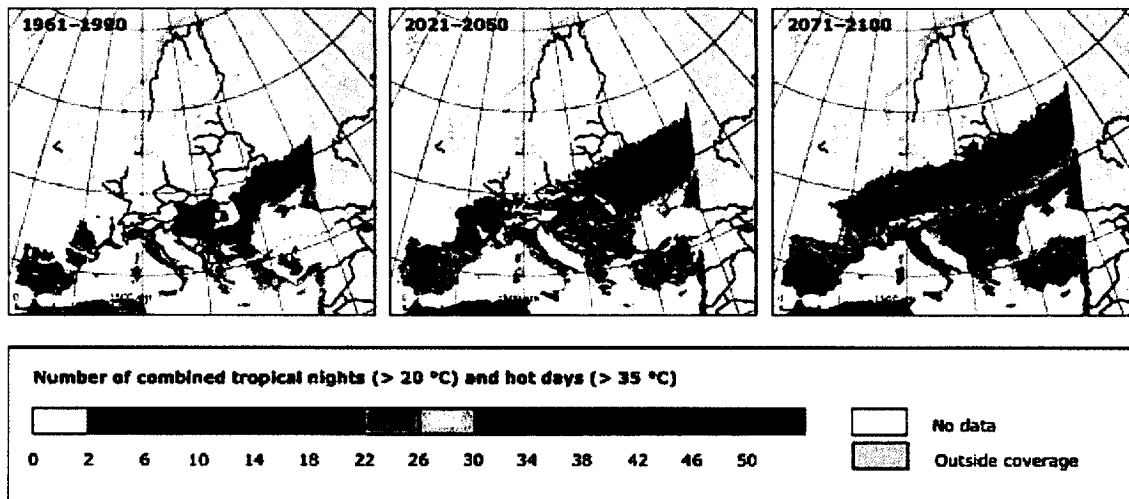 1961–1990
2021–2050
2071–2100
Number of combined tropical nights (> 20 °C) and hot days (> 35 °C)
0 2 6 10 14 18 22 26 30 34 38 42 46 50
No data
Outside coverage